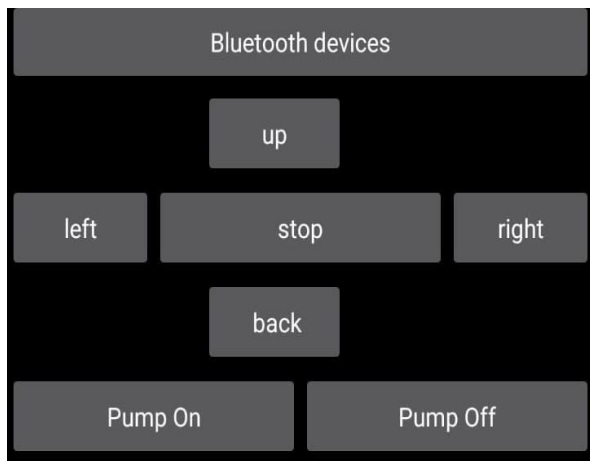 Bluetooth devices
up
left stop right
back
Pump On Pump Off